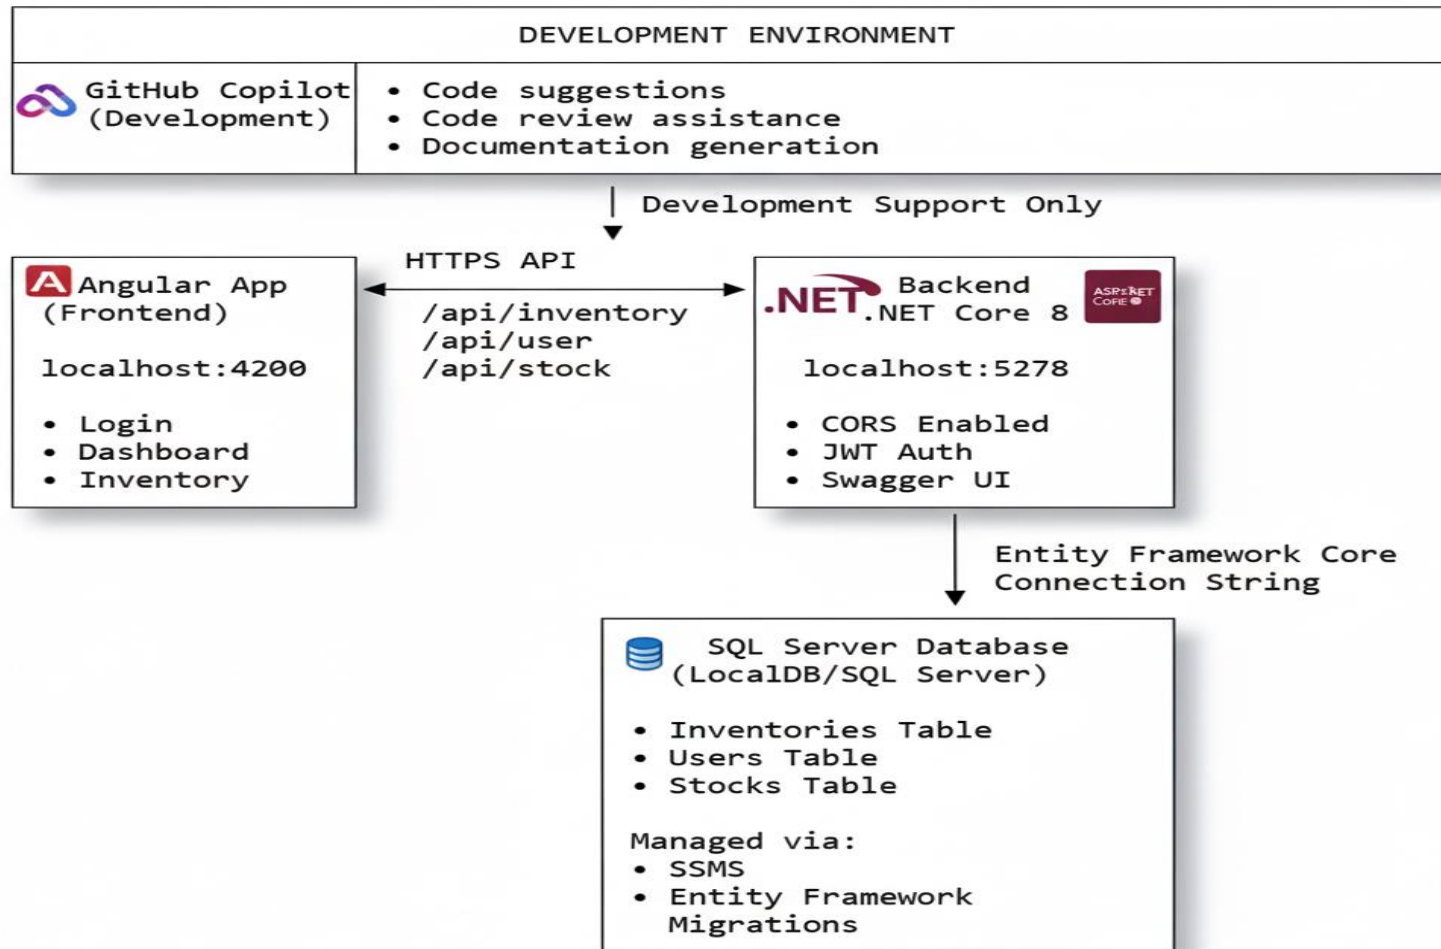 DEVELOPMENT ENVIRONMENT
GitHub Copilot
(Development)
• Code suggestions
• Code review assistance
• Documentation generation
Development Support Only
A Angular App
(Frontend)
localhost:4200
• Login
• Dashboard
• Inventory
HTTPS API
/api/inventory
/api/user
/api/stock
.NET
Backend
.NET Core 8
localhost:5278
• CORS Enabled
• JWT Auth
• Swagger UI
Entity Framework Core
Connection String
SQL Server Database
(LocalDB/SQL Server)
• Inventories Table
• Users Table
• Stocks Table
Managed via:
• SSMS
• Entity Framework
Migrations